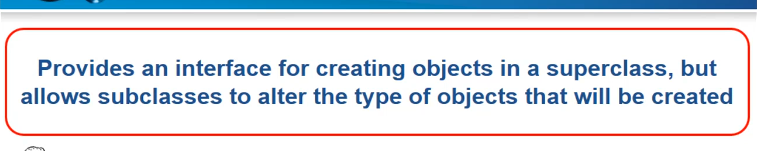 Provides an interface for creating objects in a superclass, but
allows subclasses to alter the type of objects that will be created